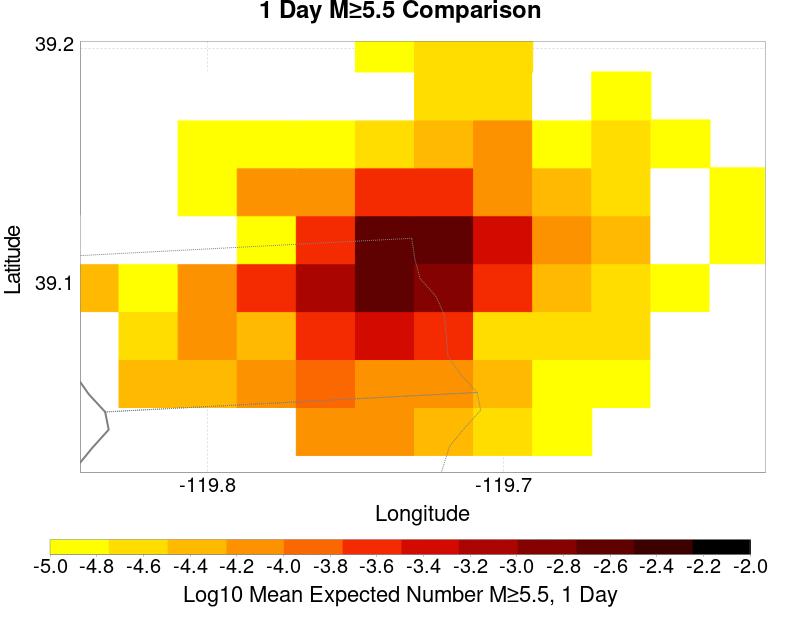 1 Day M≥5.5 Comparison
39.2
39.1
Latitude
-119.8 -119.7
Longitude
-5.0 -4.8 -4.6 -4.4 -4.2 -4.0 -3.8 -3.6 -3.4 -3.2 -3.0 -2.8 -2.6 -2.4 -2.2 -2.0
Log10 Mean Expected Number M≥5.5, 1 Day